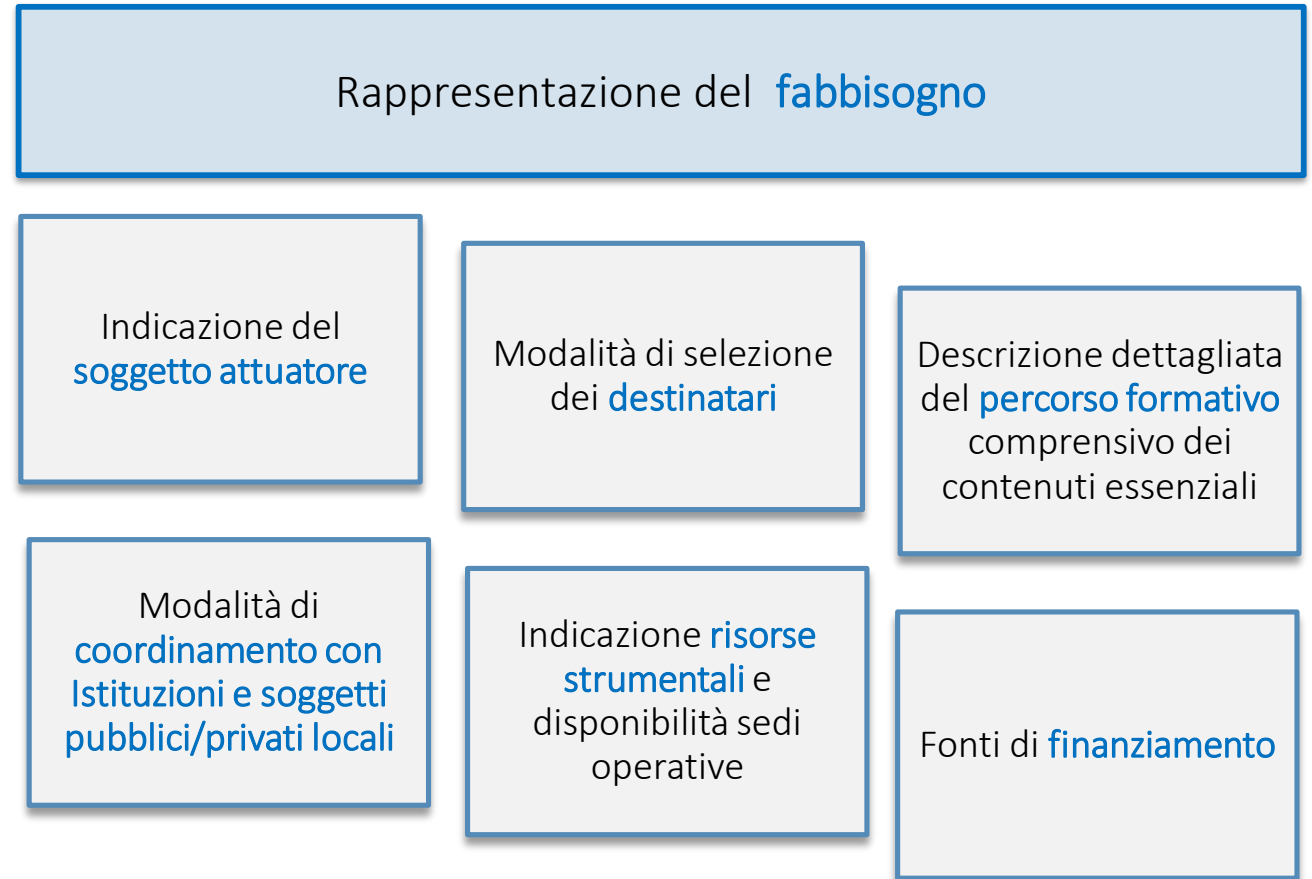 Rappresentazione del fabbisogno
Indicazione del
soggetto attuatore
Modalità di selezione
dei destinatari
Descrizione dettagliata
del percorso formativo
comprensivo dei
contenuti essenziali
Modalità di
coordinamento con
Istituzioni e soggetti
pubblici/privati locali
Indicazione risorse
strumentali e
disponibilità sedi
operative
Fonti di finanziamento